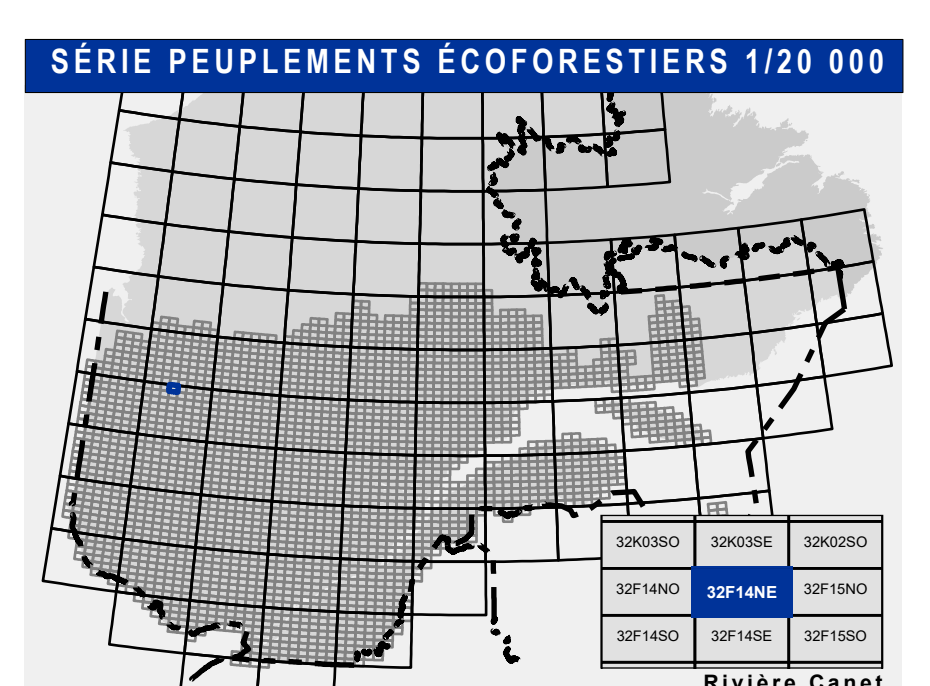 SÉRIE PEUPLEMENTS ÉCOFORESTIERS 1/20 000
32K03SO 32K03SE 32K02SO
32F14NO 32F14NE 32F15NO
32F14SO 32F14SE 32F15SO
Rivière Canet